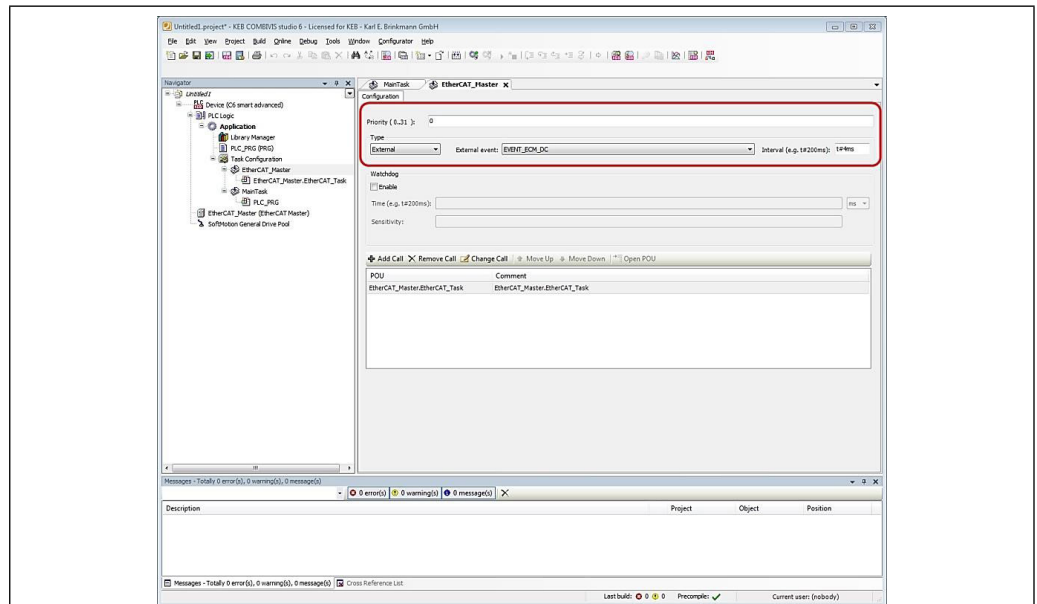 Untitled1.project* - KEB COMBIVIS studio 6 - Licensed for KEB - Karl E. Brinkmann GmbH
File Edit View Project Build Online Debug Tools Window Configurator Help
Navigator
MainTask EtherCAT_Master
Configuration
Untitled1
Device (C6 smart advanced)
PLC Logic
Application
Library Manager
PLC_PRG (PRG)
Task Configuration
EtherCAT_Master
EtherCAT_Master.EtherCAT_Task
MainTask
PLC_PRG
EtherCAT_Master (EtherCAT Master)
SoftMotion General Drive Pool
Priority ( 0..31 ): 0
Type
External External event: EVENT_ECM_DC Interval (e.g. t#200ms): t#4ms
Watchdog
Enable
Time (e.g. t#200ms): ms
Sensitivity:
Add Call Remove Call Change Call Move Up Move Down Open POU
POU Comment
EtherCAT_Master.EtherCAT_Task EtherCAT_Master.EtherCAT_Task
Messages - Totally 0 error(s), 0 warning(s), 0 message(s)
0 error(s) 0 warning(s) 0 message(s)
Description Project Object Position
Messages - Totally 0 error(s), 0 warning(s), 0 message(s) Cross Reference List
Last build: 0 0 Precompile: Current user: (nobody)